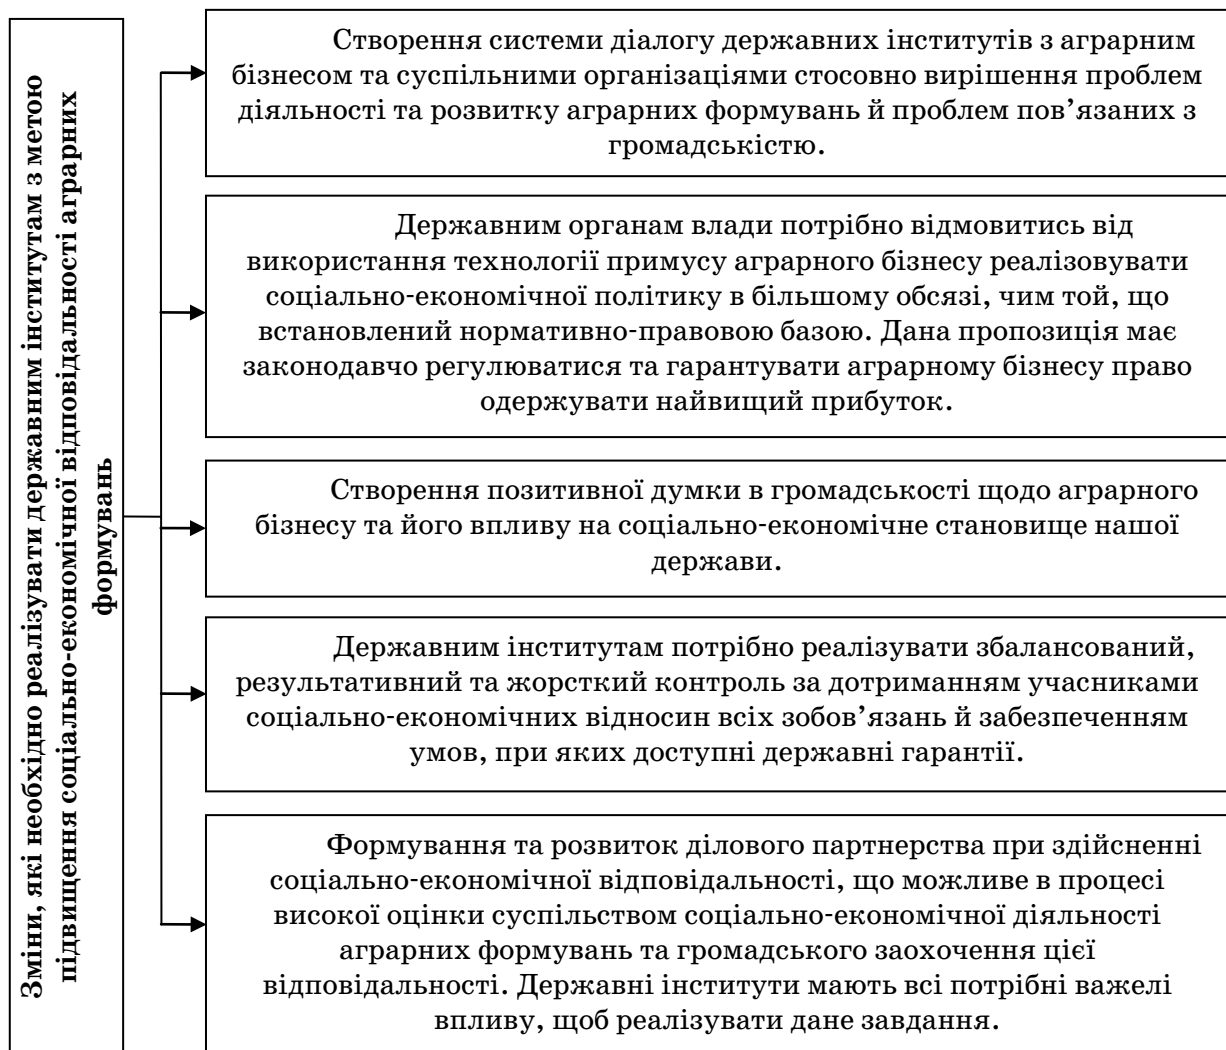 Зміни, які необхідно реалізувати державним інститутам з метою
підвищення соціально-економічної відповідальності аграрних
формувань
Створення системи діалогу державних інститутів з аграрним
бізнесом та суспільними організаціями стосовно вирішення проблем
діяльності та розвитку аграрних формувань й проблем пов’язаних з
громадськістю.
Державним органам влади потрібно відмовитись від
використання технології примусу аграрного бізнесу реалізовувати
соціально-економічної політику в більшому обсязі, чим той, що
встановлений нормативно-правовою базою. Дана пропозиція має
законодавчо регулюватися та гарантувати аграрному бізнесу право
одержувати найвищий прибуток.
Створення позитивної думки в громадськості щодо аграрного
бізнесу та його впливу на соціально-економічне становище нашої
держави.
Державним інститутам потрібно реалізувати збалансований,
результативний та жорсткий контроль за дотриманням учасниками
соціально-економічних відносин всіх зобов’язань й забезпеченням
умов, при яких доступні державні гарантії.
Формування та розвиток ділового партнерства при здійсненні
соціально-економічної відповідальності, що можливе в процесі
високої оцінки суспільством соціально-економічної діяльності
аграрних формувань та громадського заохочення цієї
відповідальності. Державні інститути мають всі потрібні важелі
впливу, щоб реалізувати дане завдання.